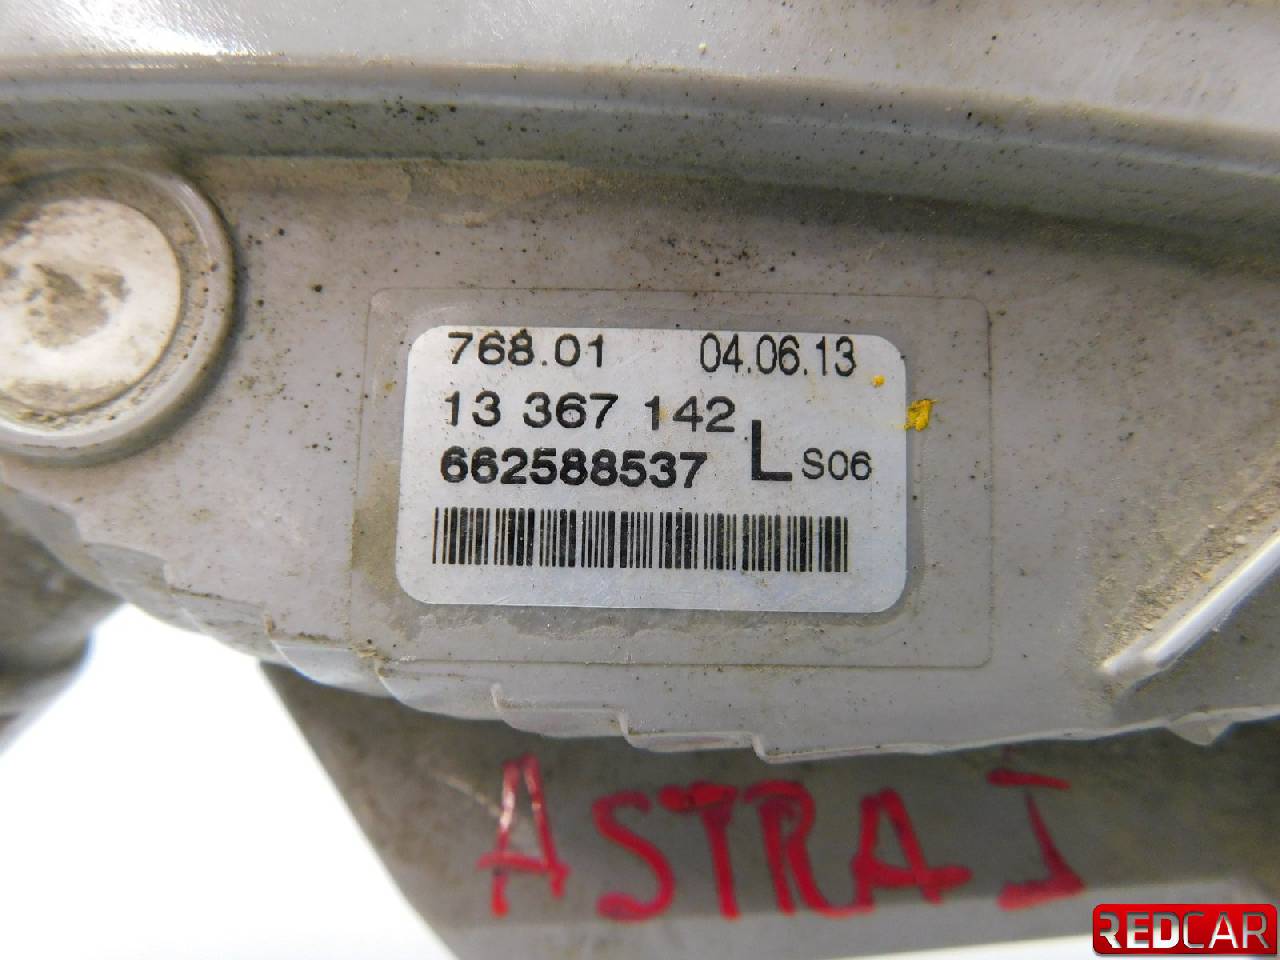 768.01 04.06.13
13 367 142
662588537 L S06
ASTRA J
REDCAR